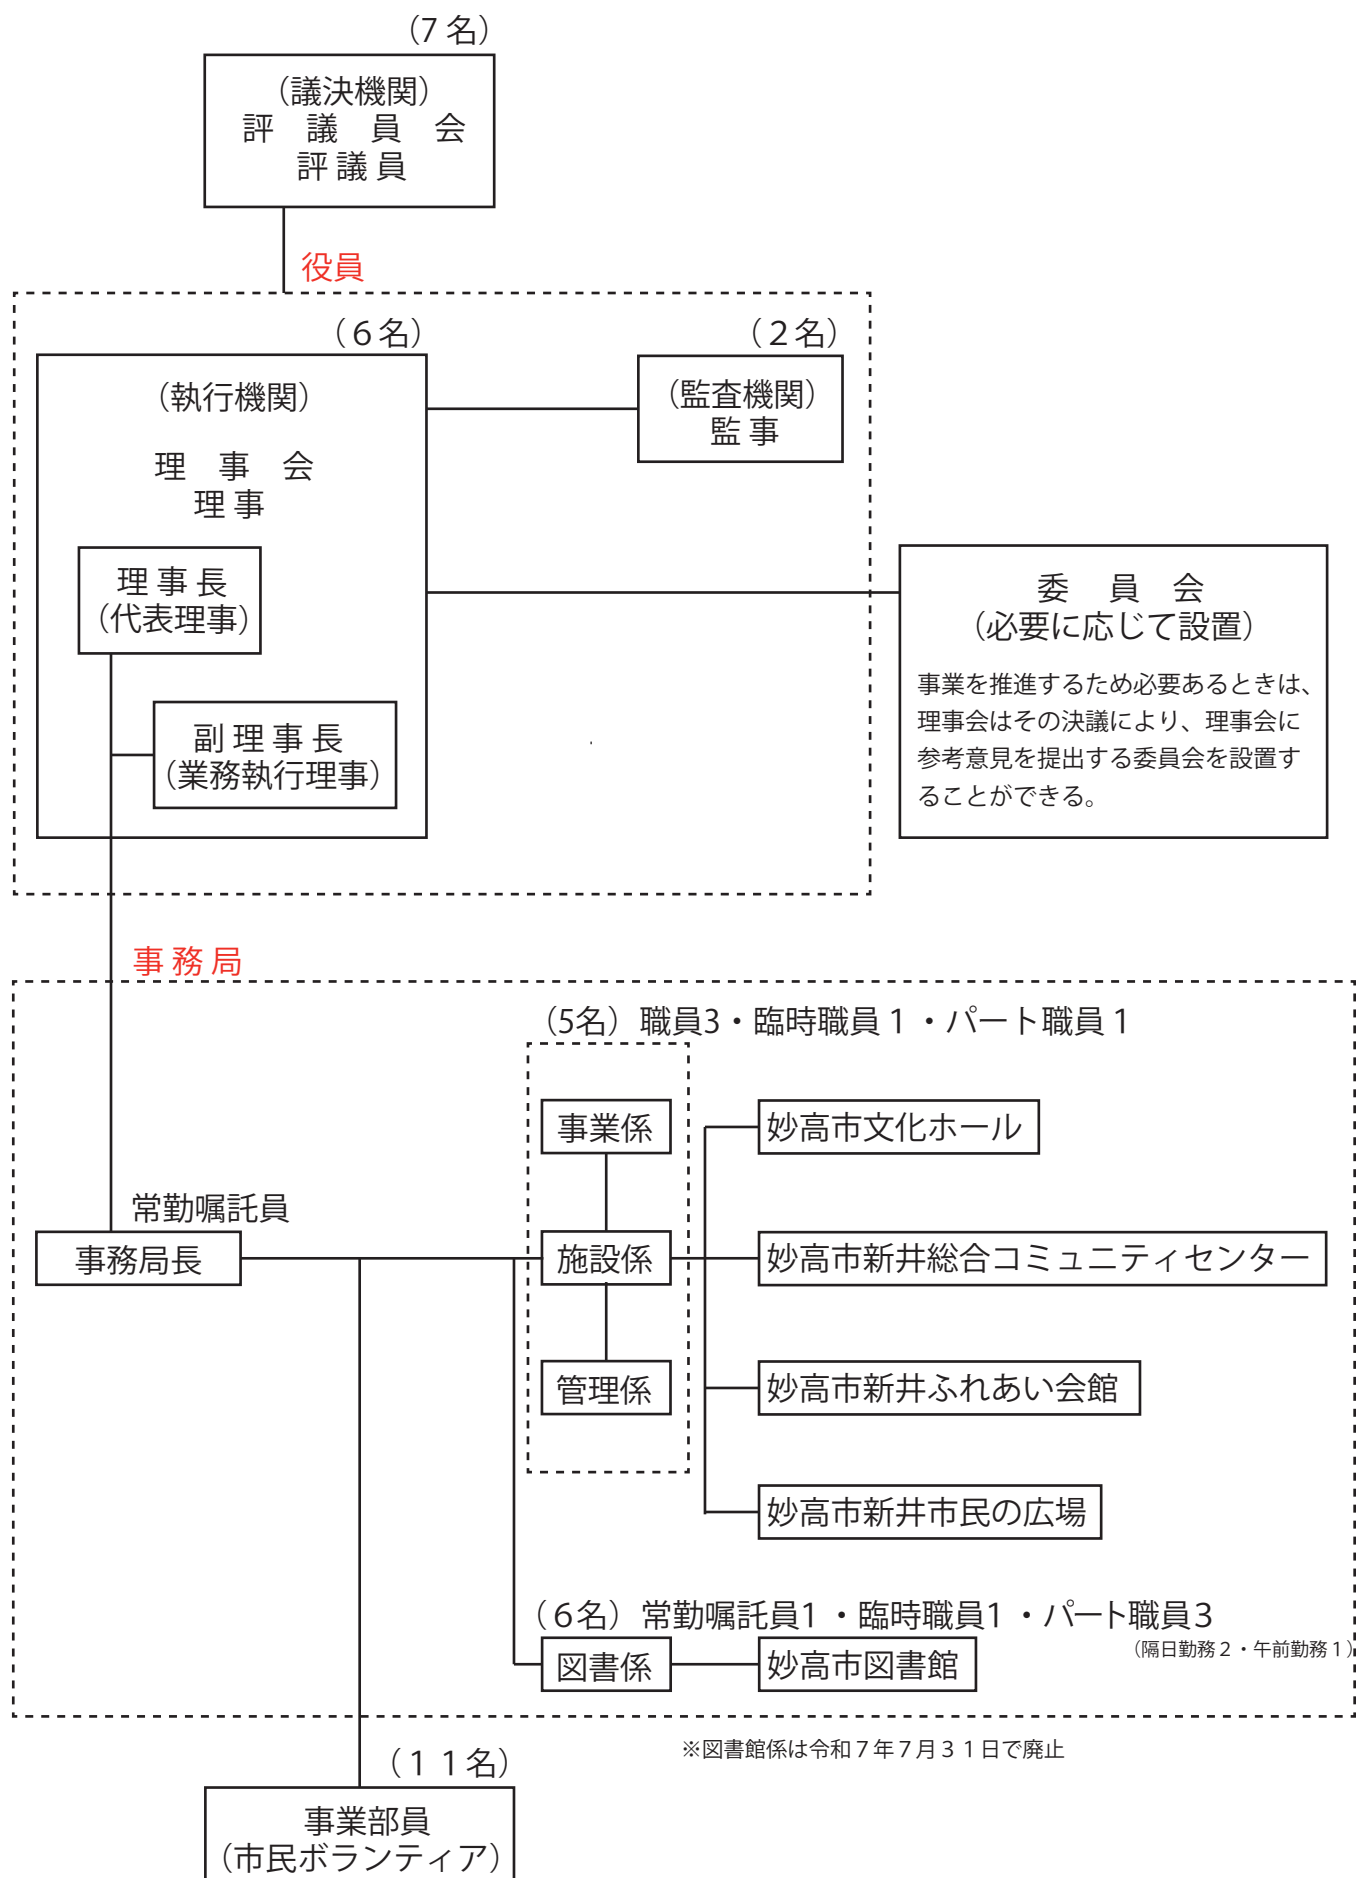 （7 名）
（議決機関）
評　議　員　会
評 議 員
役員
（６名）
（２名）
（執行機関）
理　事　会
理 事
（監査機関）
監 事
理 事 長
（代表理事）
副 理 事 長
（業務執行理事）
委　員　会
（必要に応じて設置）
事業を推進するため必要あるときは、
理事会はその決議により、理事会に
参考意見を提出する委員会を設置す
ることができる。
事 務 局
（5名）職員3・臨時職員１・パート職員１
事業係
妙高市文化ホール
常勤嘱託員
事務局長
施設係
妙高市新井総合コミュニティセンター
管理係
妙高市新井ふれあい会館
妙高市新井市民の広場
（６名）常勤嘱託員1・臨時職員1・パート職員３
（隔日勤務２・午前勤務１）
図書係
妙高市図書館
※図書館係は令和７年７月３１日で廃止
（１１名）
事業部員
（市民ボランティア）